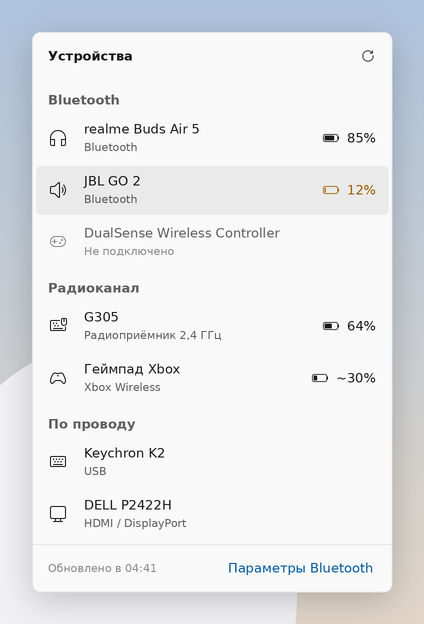 Устройства
Bluetooth
realme Buds Air 5
Bluetooth
85%
JBL GO 2
Bluetooth
12%
DualSense Wireless Controller
Не подключено
Радиоканал
G305
Радиоприёмник 2,4 ГГц
64%
Геймпад Xbox
Xbox Wireless
~30%
По проводу
Keychron K2
USB
DELL P2422H
HDMI / DisplayPort
Обновлено в 04:41
Параметры Bluetooth